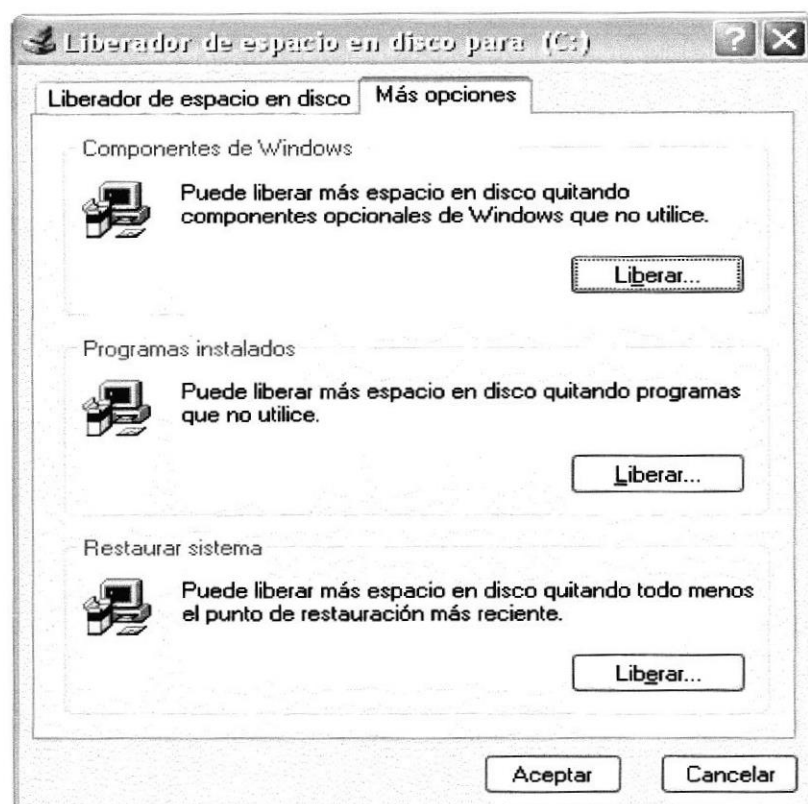 Liberador de espacio en disco para (C:)
Liberador de espacio en disco
Más opciones
Componentes de Windows
Puede liberar más espacio en disco quitando
componentes opcionales de Windows que no utilice.
Liberar...
Programas instalados
Puede liberar más espacio en disco quitando programas
que no utilice.
Liberar...
Restaurar sistema
Puede liberar más espacio en disco quitando todo menos
el punto de restauración más reciente.
Liberar...
Aceptar
Cancelar